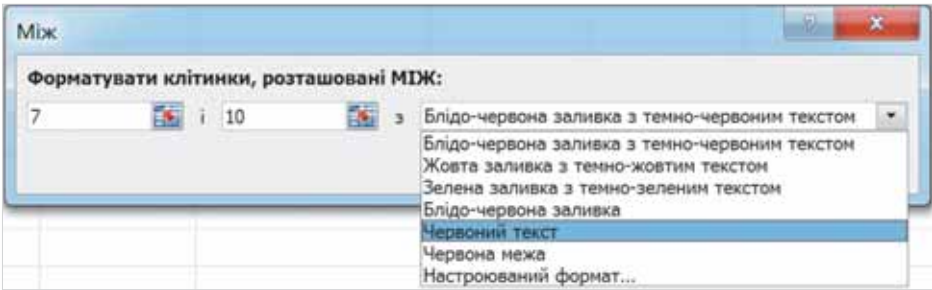 Між
?
Форматувати клітинки, розташовані МІЖ:
7 і 10 з Блідо-червона заливка з темно-червоним текстом
Блідо-червона заливка з темно-червоним текстом
Жовта заливка з темно-жовтим текстом
Зелена заливка з темно-зеленим текстом
Блідо-червона заливка
Червоний текст
Червона межа
Настроюваний формат...